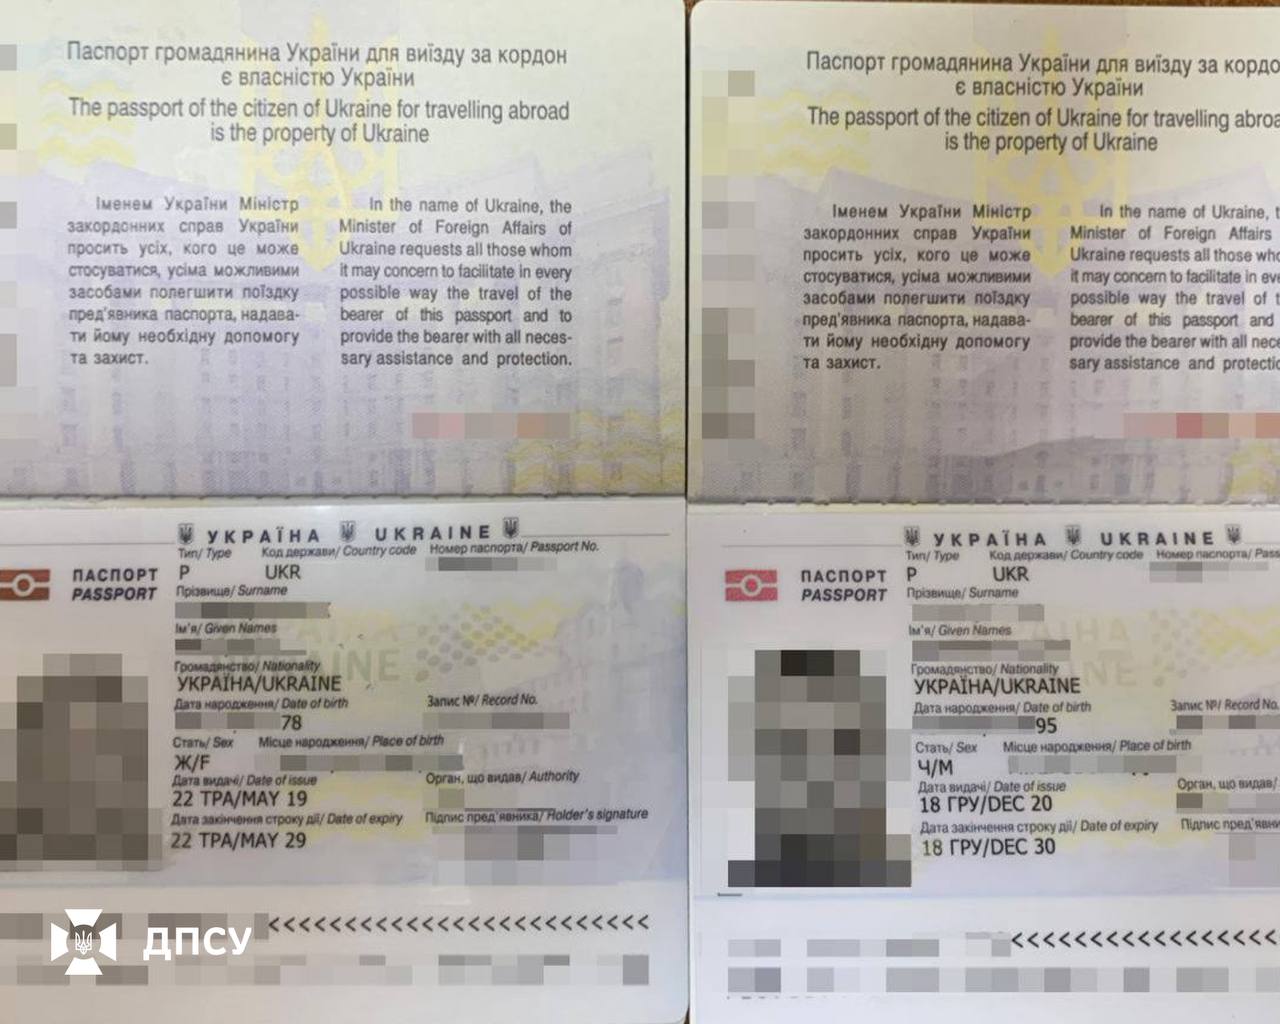 Паспорт громадянина України для виїзду за кордон
є власністю України
The passport of the citizen of Ukraine for travelling abroad
is the property of Ukraine
Іменем України Міністр
закордонних справ України
просить усіх, кого це може
стосуватися, усіма можливими
засобами полегшити поїздку
пред'явника паспорта, надава-
ти йому необхідну допомогу
та захист.
In the name of Ukraine, the
Minister of Foreign Affairs of
Ukraine requests all those whom
it may concern to facilitate in every
possible way the travel of the
bearer of this passport and to
provide the bearer with all neces-
sary assistance and protection.
УКРАЇНА UKRAINE
Тип/ Type Код держави/ Country code Номер паспорта/ Passport No.
P UKR
ПАСПОРТ
PASSPORT
Прізвище/ Surname
Ім'я/ Given Names
Громадянство/ Nationality
УКРАЇНА/UKRAINE
Дата народження/ Date of birth Запис №/ Record No.
78
Стать/ Sex Місце народження/ Place of birth
Ж/F
Дата видачі/ Date of issue Орган, що видав/ Authority
22 ТРА/MAY 19
Дата закінчення строку дії/ Date of expiry Підпис пред'явника/ Holder's signature
22 ТРА/MAY 29
<<<<<<<<<<<<<<<<<<<<<<<<<<<
ДПСУ
Паспорт громадянина України для виїзду за кордо
є власністю України
The passport of the citizen of Ukraine for travelling abroa
is the property of Ukraine
Іменем України Міністр
закордонних справ України
просить усіх, кого це може
стосуватися, усіма можливими
засобами полегшити поїздку
пред'явника паспорта, надава-
ти йому необхідну допомогу
та захист.
In the name of Ukraine, t
Minister of Foreign Affairs
Ukraine requests all those who
it may concern to facilitate in eve
possible way the travel of t
bearer of this passport and
provide the bearer with all nece
sary assistance and protectio
УКРАЇНА UKRAINE
Тип/ Type Код держави/ Country code Номер паспорта/ Pass
P UKR
ПАСПОРТ
PASSPORT
Прізвище/ Surname
Ім'я/ Given Names
Громадянство/ Nationality
УКРАЇНА/UKRAINE
Дата народження/ Date of birth Запис №/ Record No.
95
Стать/ Sex Місце народження/ Place of birth
Ч/M
Дата видачі/ Date of issue Орган, що видав/
18 ГРУ/DEC 20
Дата закінчення строку дії/ Date of expiry Підпис пред'явни
18 ГРУ/DEC 30
<<<<<<<<<<<<<<<<<<